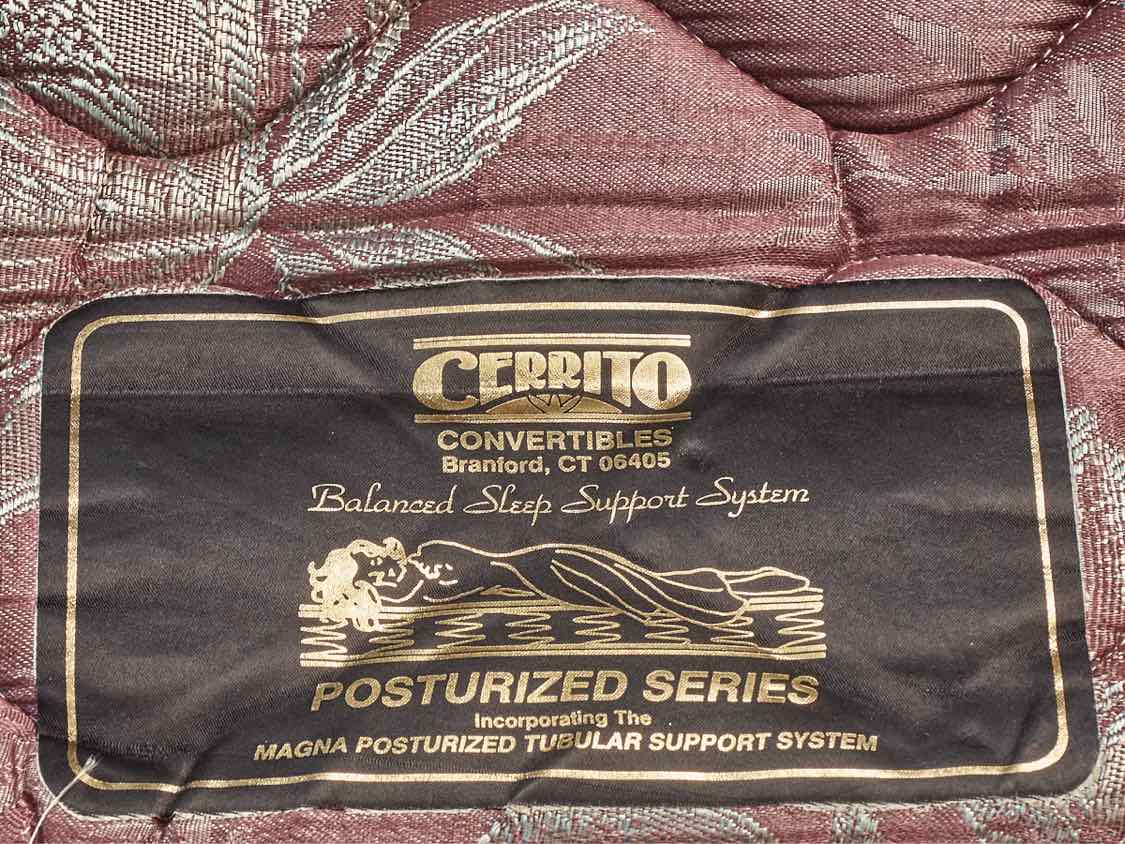 CERRITO
CONVERTIBLES
Branford, CT 06405
Balanced Sleep Support System
POSTURIZED SERIES
Incorporating The
MAGNA POSTURIZED TUBULAR SUPPORT SYSTEM